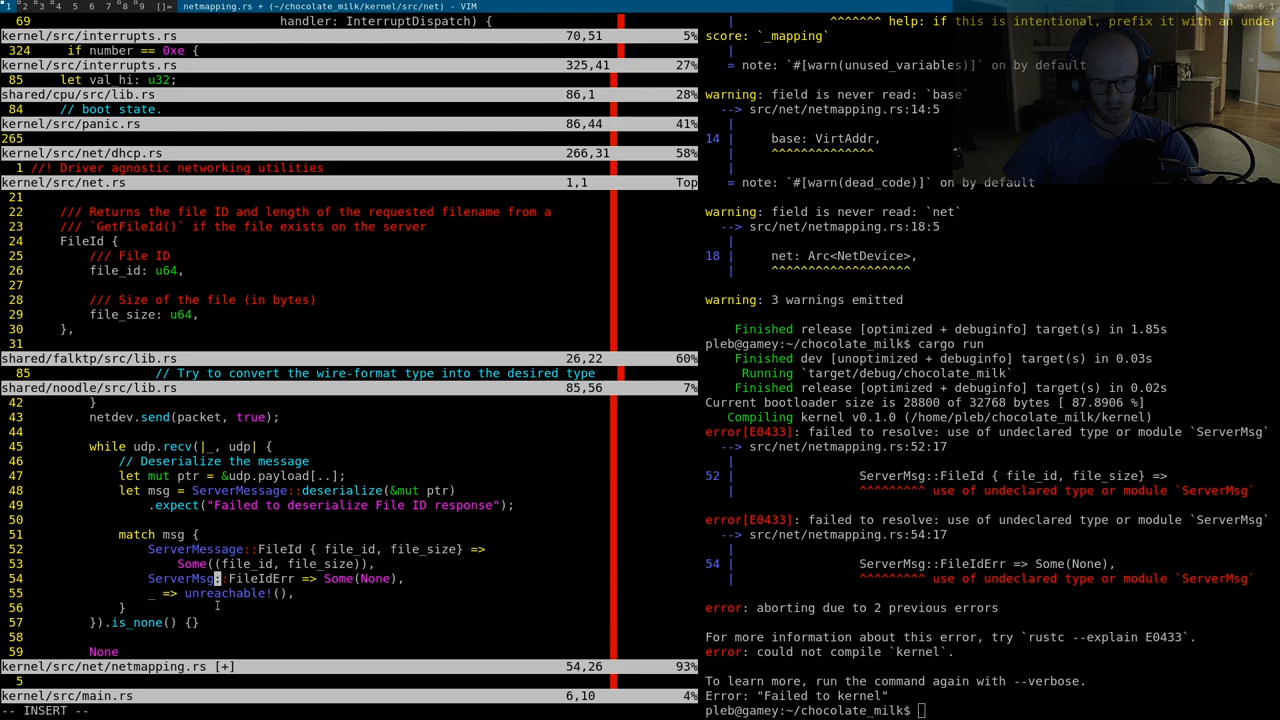 1 2 3 4 5 6 7 8 9 []= netmapping.rs + (~/chocolate_milk/kernel/src/net) - VIM dwm-6.1
69 handler: InterruptDispatch) {
kernel/src/interrupts.rs 70,51 5%
324 if number == 0xe {
kernel/src/interrupts.rs 325,41 27%
85 let val_hi: u32;
shared/cpu/src/lib.rs 86,1 28%
84 // boot state.
kernel/src/panic.rs 86,44 41%
265
kernel/src/net/dhcp.rs 266,31 58%
1 //! Driver agnostic networking utilities
kernel/src/net.rs 1,1 Top
21
22 /// Returns the file ID and length of the requested filename from a
23 /// `GetFileId()` if the file exists on the server
24 FileId {
25 /// File ID
26 file_id: u64,
27
28 /// Size of the file (in bytes)
29 file_size: u64,
30 },
31
shared/falktp/src/lib.rs 26,22 60%
85 // Try to convert the wire-format type into the desired type
shared/noodle/src/lib.rs 85,56 7%
42 }
43 netdev.send(packet, true);
44
45 while udp.recv(|_, udp| {
46 // Deserialize the message
47 let mut ptr = &udp.payload[..];
48 let msg = ServerMessage::deserialize(&mut ptr)
49 .expect("Failed to deserialize File ID response");
50
51 match msg {
52 ServerMessage::FileId { file_id, file_size} =>
53 Some((file_id, file_size)),
54 ServerMsg::FileIdErr => Some(None),
55 _ => unreachable!(),
56 }
57 }).is_none() {}
58
59 None
kernel/src/net/netmapping.rs [+] 54,26 93%
5
kernel/src/main.rs 6,10 4%
-- INSERT --
| ^^^^^^^ help: if this is intentional, prefix it with an under
score: `_mapping`
|
= note: `#[warn(unused_variables)]` on by default
warning: field is never read: `base`
--> src/net/netmapping.rs:14:5
|
14 | base: VirtAddr,
| ^^^^^^^^^^^^^^
|
= note: `#[warn(dead_code)]` on by default
warning: field is never read: `net`
--> src/net/netmapping.rs:18:5
|
18 | net: Arc<NetDevice>,
| ^^^^^^^^^^^^^^^^^^^
warning: 3 warnings emitted
Finished release [optimized + debuginfo] target(s) in 1.85s
pleb@gamey:~/chocolate_milk$ cargo run
Finished dev [unoptimized + debuginfo] target(s) in 0.03s
Running `target/debug/chocolate_milk`
Finished release [optimized + debuginfo] target(s) in 0.02s
Current bootloader size is 28800 of 32768 bytes [ 87.8906 %]
Compiling kernel v0.1.0 (/home/pleb/chocolate_milk/kernel)
error[E0433]: failed to resolve: use of undeclared type or module `ServerMsg`
--> src/net/netmapping.rs:52:17
|
52 | ServerMsg::FileId { file_id, file_size} =>
| ^^^^^^^^^ use of undeclared type or module `ServerMsg`
error[E0433]: failed to resolve: use of undeclared type or module `ServerMsg`
--> src/net/netmapping.rs:54:17
|
54 | ServerMsg::FileIdErr => Some(None),
| ^^^^^^^^^ use of undeclared type or module `ServerMsg`
error: aborting due to 2 previous errors
For more information about this error, try `rustc --explain E0433`.
error: could not compile `kernel`.
To learn more, run the command again with --verbose.
Error: "Failed to kernel"
pleb@gamey:~/chocolate_milk$